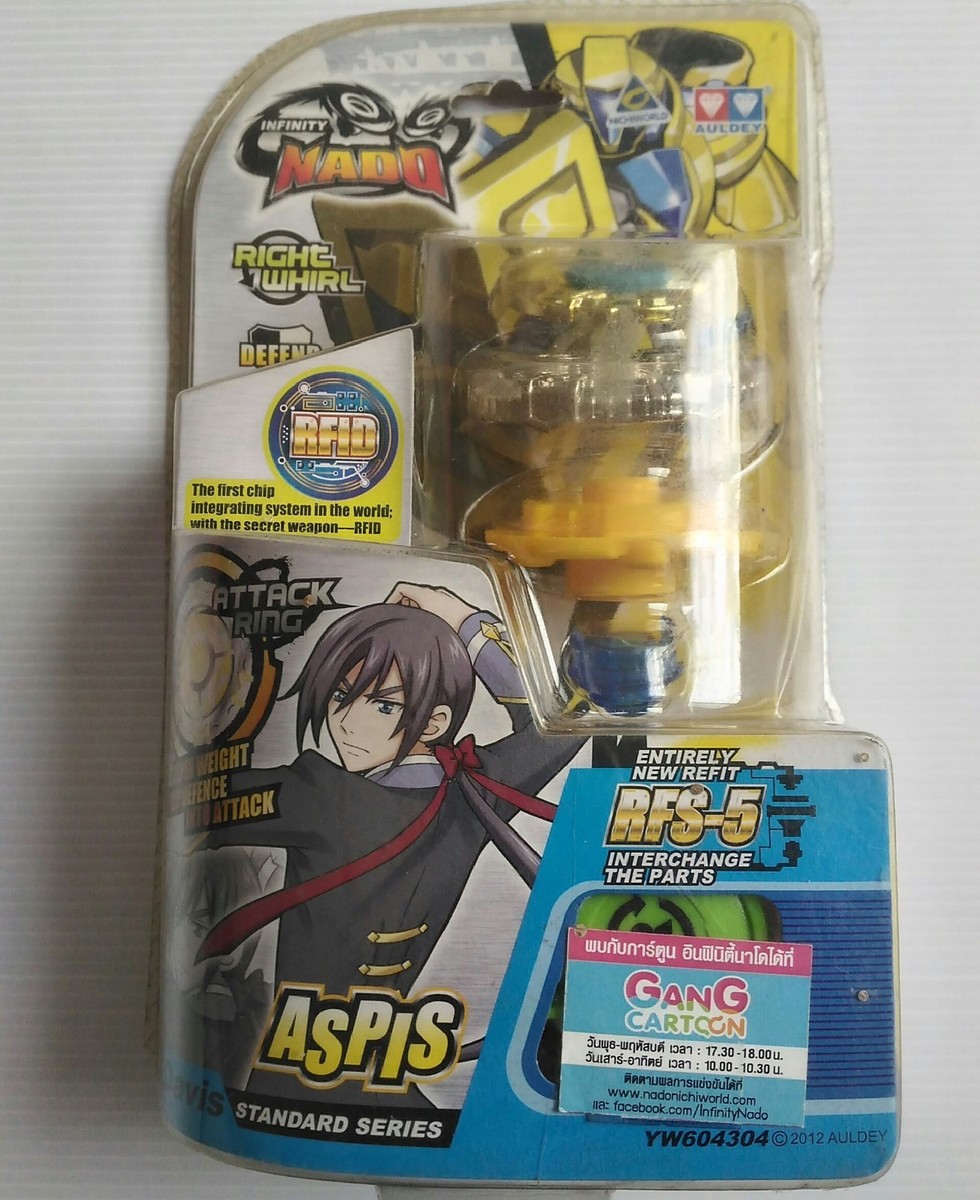 INFINITY
NADO
NICHIWORLD
AULDEY
RIGHT
WHIRL
DEFEND
RFID
The first chip
integrating system in the world;
with the secret weapon—RFID
ATTACK
RING
WEIGHT
DEFENCE
ATTACK
ENTIRELY
NEW REFIT
RFS-5
INTERCHANGE
THE PARTS
พบกับการ์ตูน อินฟินิตี้นาโดได้ที่
GANG
CARTOON
วันพุธ-พฤหัสบดี เวลา : 17.30 -18.00 น.
วันเสาร์-อาทิตย์ เวลา : 10.00 -10.30 น.
ติดตามผลการแข่งขันได้ที่
www.nadonichiworld.com
และ facebook.com/InfinityNado
ASPIS
STANDARD SERIES
YW604304 © 2012 AULDEY